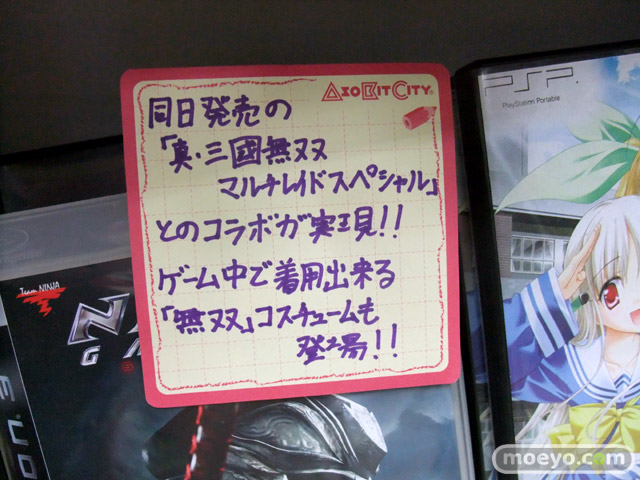 AsoBitCity
同日発売の
「真・三國無双
マルチレイドスペシャル」
とのコラボが実現!!
ゲーム中で着用出来る
「無双」コスチュームも
登場!!
Team NINJA
PSP
PlayStation Portable
moeyo.com